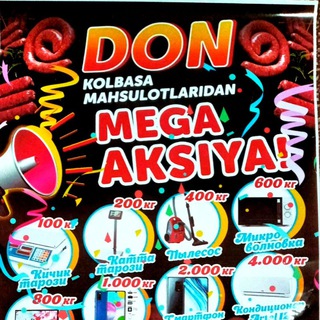 DON
KOLBASA
MAHSULOTLARIDAN
MEGA
AKSIYA!
100 кг
200 кг
400 кг
600 кг
Кичик
тарози
Катта
тарози
Пылесос
Микро
волновка
800 кг
1.000 кг
2.000 кг
4.000 кг
Смартфон
Кондиционер